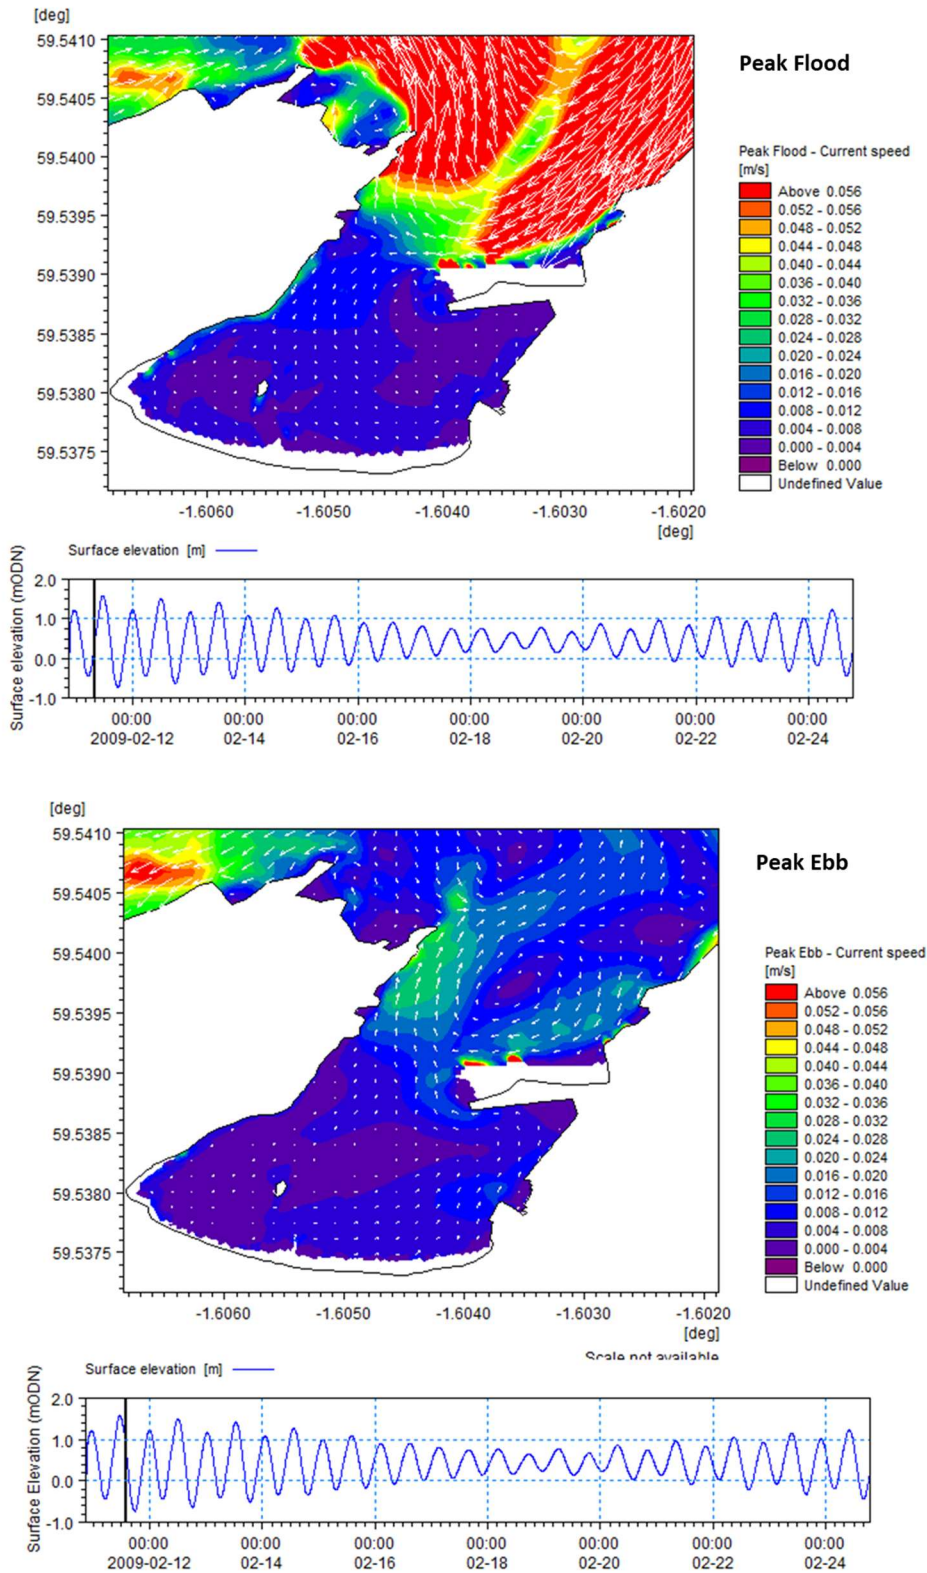 [deg]
59.5410
59.5405
59.5400
59.5395
59.5390
59.5385
59.5380
59.5375
-1.6060 -1.6050 -1.6040 -1.6030 -1.6020
[deg]
Peak Flood
Peak Flood - Current speed
[m/s]
Above 0.056
0.052 - 0.056
0.048 - 0.052
0.044 - 0.048
0.040 - 0.044
0.036 - 0.040
0.032 - 0.036
0.028 - 0.032
0.024 - 0.028
0.020 - 0.024
0.016 - 0.020
0.012 - 0.016
0.008 - 0.012
0.004 - 0.008
0.000 - 0.004
Below 0.000
Undefined Value
Surface elevation [m]
Surface elevation (mODN)
2.0
1.0
0.0
-1.0
00:00 00:00 00:00 00:00 00:00 00:00 00:00
2009-02-12 02-14 02-16 02-18 02-20 02-22 02-24
[deg]
59.5410
59.5405
59.5400
59.5395
59.5390
59.5385
59.5380
59.5375
-1.6060 -1.6050 -1.6040 -1.6030 -1.6020
[deg]
Scale not available
Peak Ebb
Peak Ebb - Current speed
[m/s]
Above 0.056
0.052 - 0.056
0.048 - 0.052
0.044 - 0.048
0.040 - 0.044
0.036 - 0.040
0.032 - 0.036
0.028 - 0.032
0.024 - 0.028
0.020 - 0.024
0.016 - 0.020
0.012 - 0.016
0.008 - 0.012
0.004 - 0.008
0.000 - 0.004
Below 0.000
Undefined Value
Surface elevation [m]
Surface Elevation (mODN)
2.0
1.0
0.0
-1.0
00:00 00:00 00:00 00:00 00:00 00:00 00:00
2009-02-12 02-14 02-16 02-18 02-20 02-22 02-24